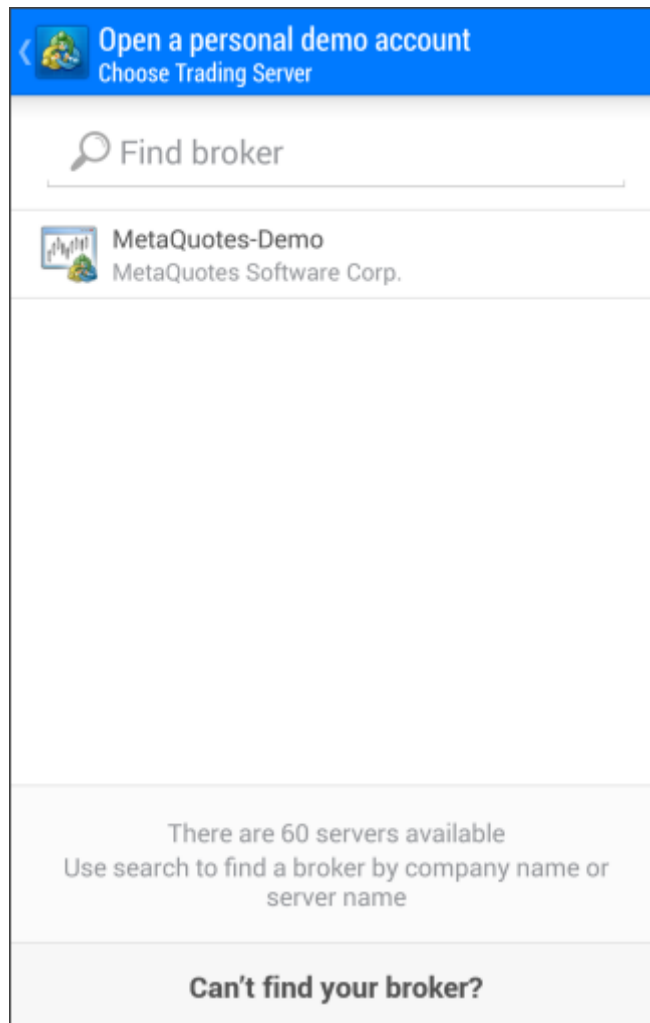 Open a personal demo account
Choose Trading Server
Find broker
MetaQuotes-Demo
MetaQuotes Software Corp.
There are 60 servers available
Use search to find a broker by company name or
server name
Can't find your broker?